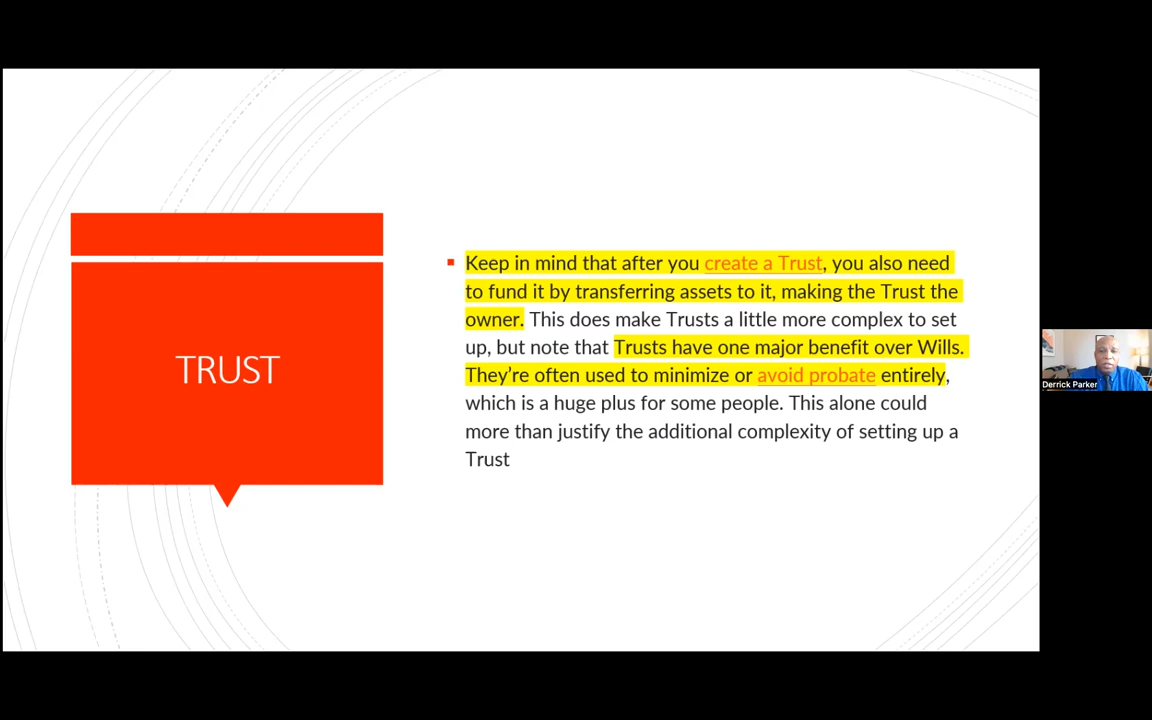 TRUST
Keep in mind that after you create a Trust, you also need
to fund it by transferring assets to it, making the Trust the
owner. This does make Trusts a little more complex to set
up, but note that Trusts have one major benefit over Wills.
They’re often used to minimize or avoid probate entirely,
which is a huge plus for some people. This alone could
more than justify the additional complexity of setting up a
Trust
Derrick Parker